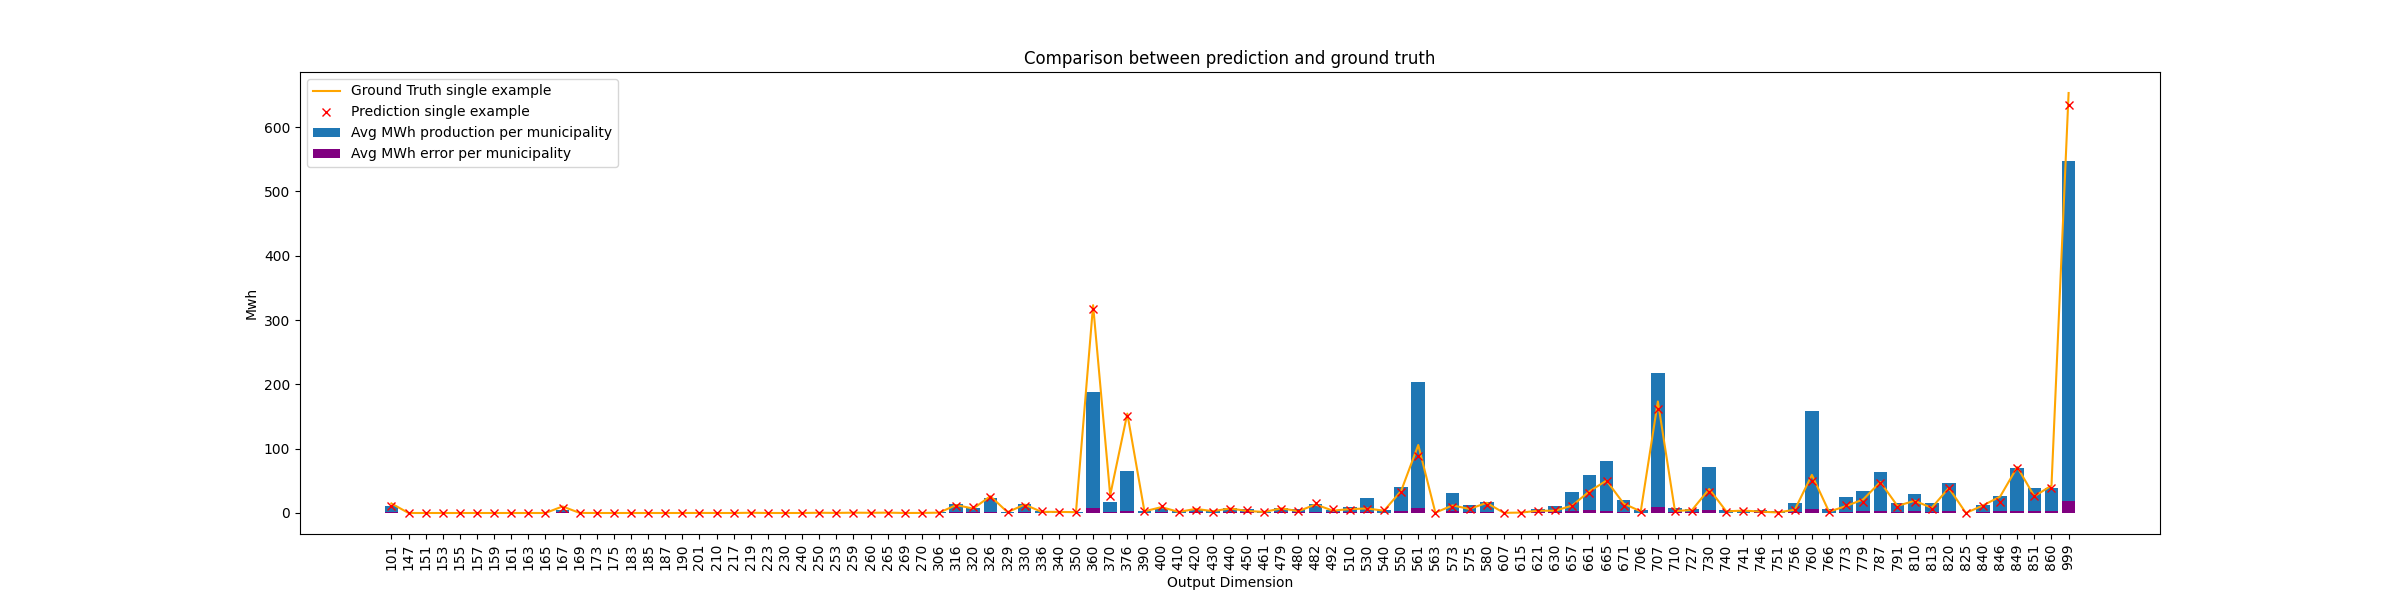 Comparison between prediction and ground truth
Ground Truth single example
Prediction single example
Avg MWh production per municipality
Avg MWh error per municipality
600
500
400
300
200
100
0
Mwh
101 147 151 153 155 157 159 161 163 165 167 169 173 175 183 185 187 190 201 210 217 219 223 230 240 250 253 259 260 265 269 270 306 316 320 326 329 330 336 340 350 360 370 376 390 400 410 420 430 440 450 461 479 480 482 492 510 530 540 550 561 563 573 575 580 607 615 621 630 657 661 665 671 706 707 710 727 730 740 741 746 751 756 760 766 773 779 787 791 810 813 820 825 840 846 849 851 860 999
Output Dimension